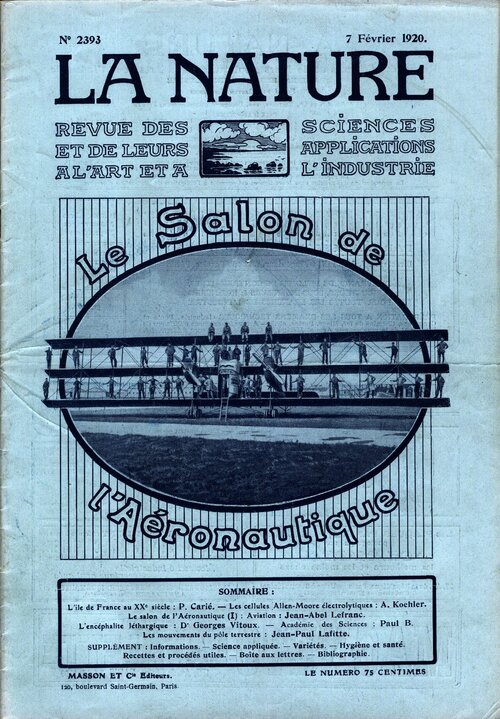 N° 2393
7 Février 1920.
LA NATURE
REVUE DES SCIENCES
ET DE LEURS APPLICATIONS
A L'ART ET A L'INDUSTRIE
Le Salon de
l'Aéronautique
SOMMAIRE :
L'île de France au XXe siècle : P. Carié. — Les cellules Allen-Moore électrolytiques : A. Kochler.
Le salon de l'Aéronautique (I) : Aviation : Jean-Abel Lefranc.
L'encéphalite léthargique : Dr Georges Vitoux. — Académie des Sciences : Paul B.
Les mouvements du pôle terrestre : Jean-Paul Lafitte.
SUPPLÉMENT : Informations. — Science appliquée. — Variétés. — Hygiène et santé.
Recettes et procédés utiles. — Boîte aux lettres. — Bibliographie.
MASSON ET Cie Éditeurs.
LE NUMERO 75 CENTIMES
120, boulevard Saint-Germain, Paris.